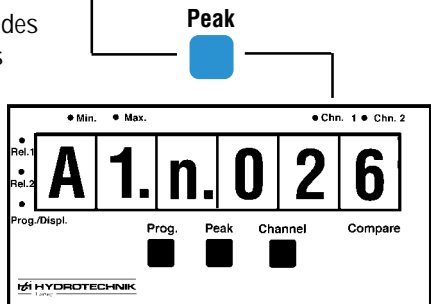 des
Peak
s
Min. Max. Chn. 1 Chn. 2
Rel.1
Rel.2
A 1. n. 0 2 6
Prog./Displ.
Prog. Peak Channel Compare
HYDROTECHNIK